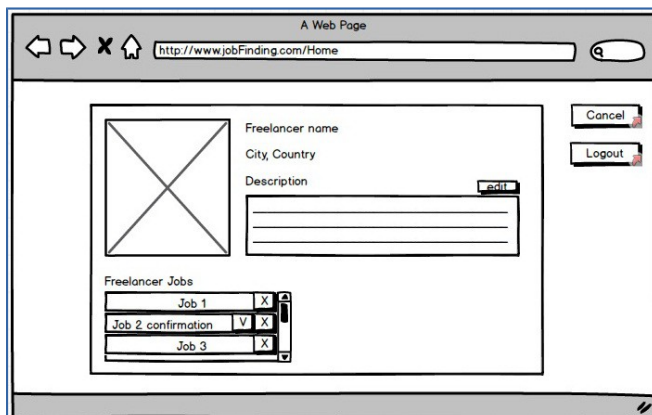 A Web Page
http://www.jobFinding.com/Home
Cancel
Freelancer name
Logout
City, Country
Description
edit
Freelancer Jobs
Job 1 X
Job 2 confirmation V X
Job 3 X